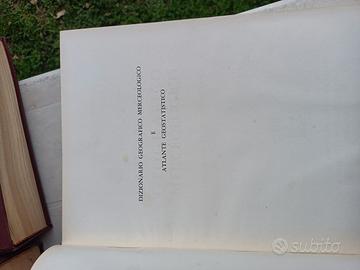 DIZIONARIO GEOGRAFICO MERCEOLOGICO
E
ATLANTE GEOSTATISTICO
subito